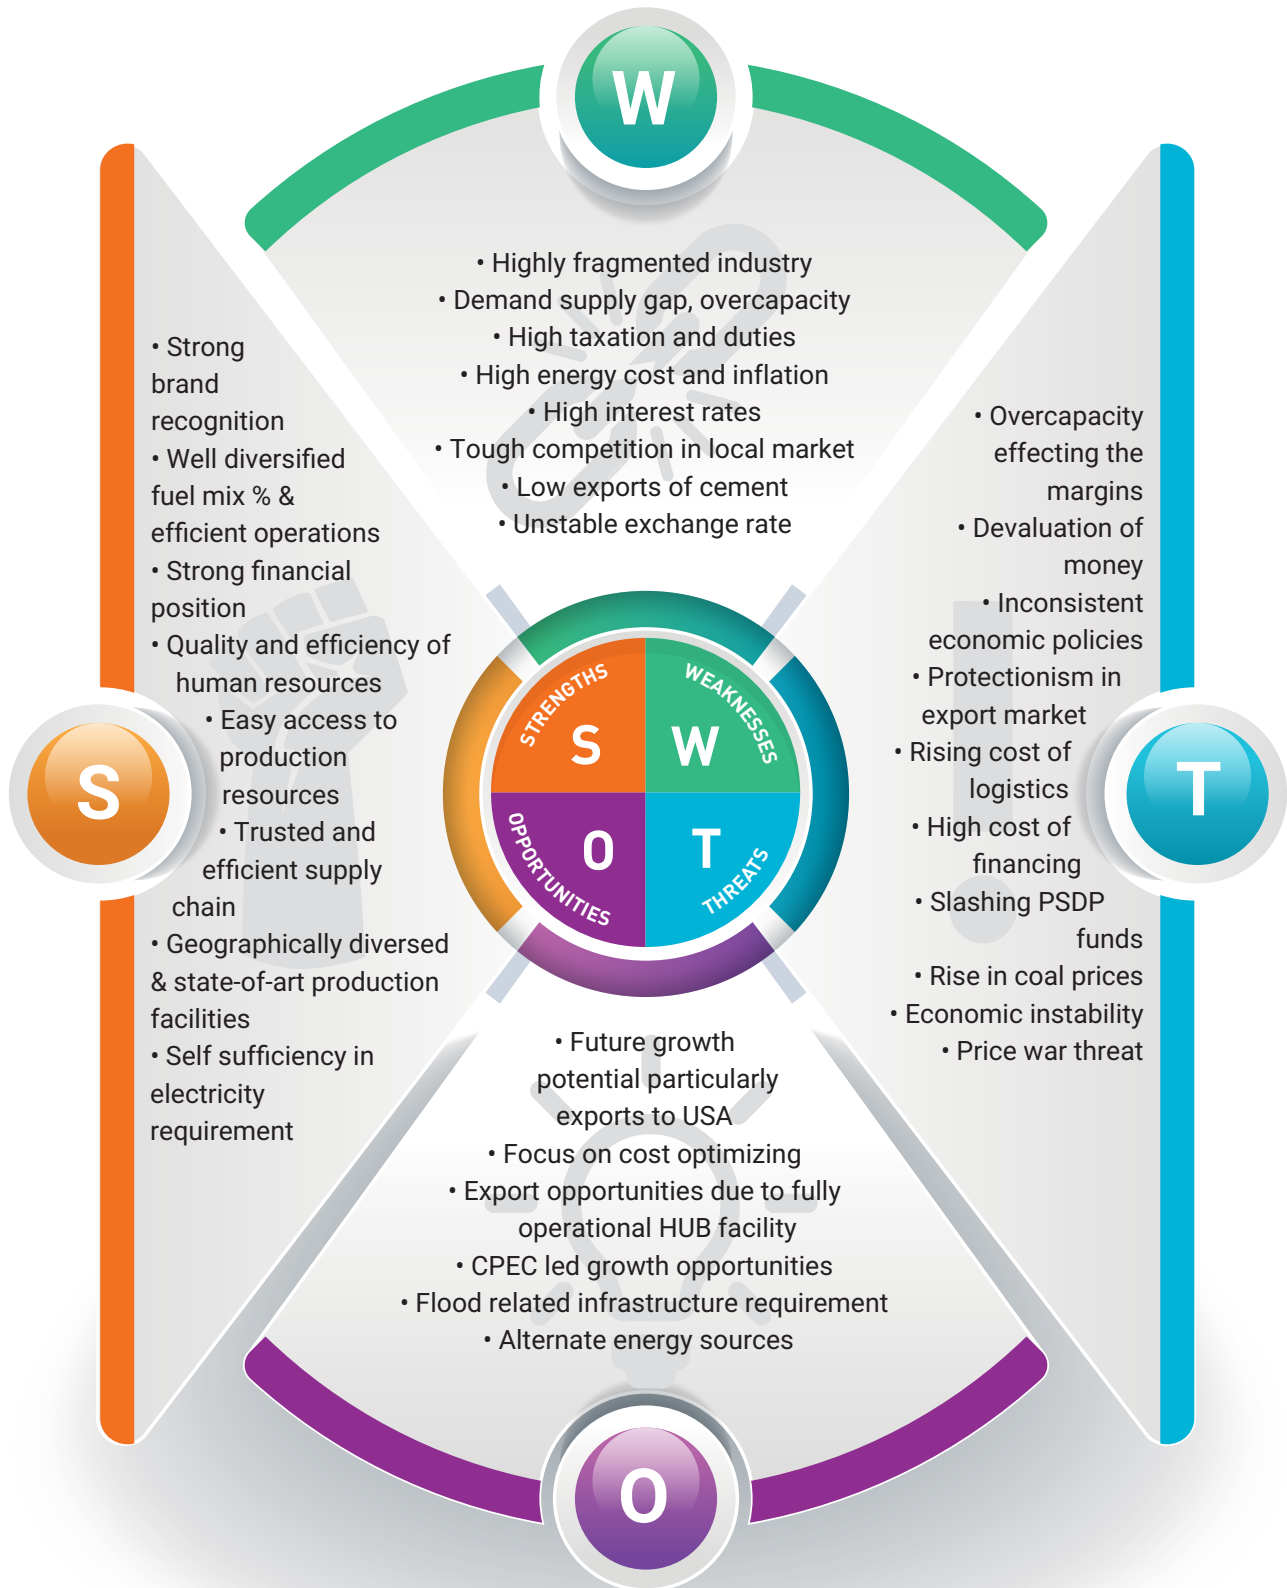 W
• Highly fragmented industry
• Demand supply gap, overcapacity
• High taxation and duties
• High energy cost and inflation
• High interest rates
• Tough competition in local market
• Low exports of cement
• Unstable exchange rate
S
• Strong
brand
recognition
• Well diversified
fuel mix % &
efficient operations
• Strong financial
position
• Quality and efficiency of
human resources
• Easy access to
production
resources
• Trusted and
efficient supply
chain
• Geographically diversed
& state-of-art production
facilities
• Self sufficiency in
electricity
requirement
STRENGTHS
S
WEAKNESSES
W
OPPORTUNITIES
O
THREATS
T
• Overcapacity
effecting the
margins
• Devaluation of
money
• Inconsistent
economic policies
• Protectionism in
export market
• Rising cost of
logistics
• High cost of
financing
• Slashing PSDP
funds
• Rise in coal prices
• Economic instability
• Price war threat
T
• Future growth
potential particularly
exports to USA
• Focus on cost optimizing
• Export opportunities due to fully
operational HUB facility
• CPEC led growth opportunities
• Flood related infrastructure requirement
• Alternate energy sources
O